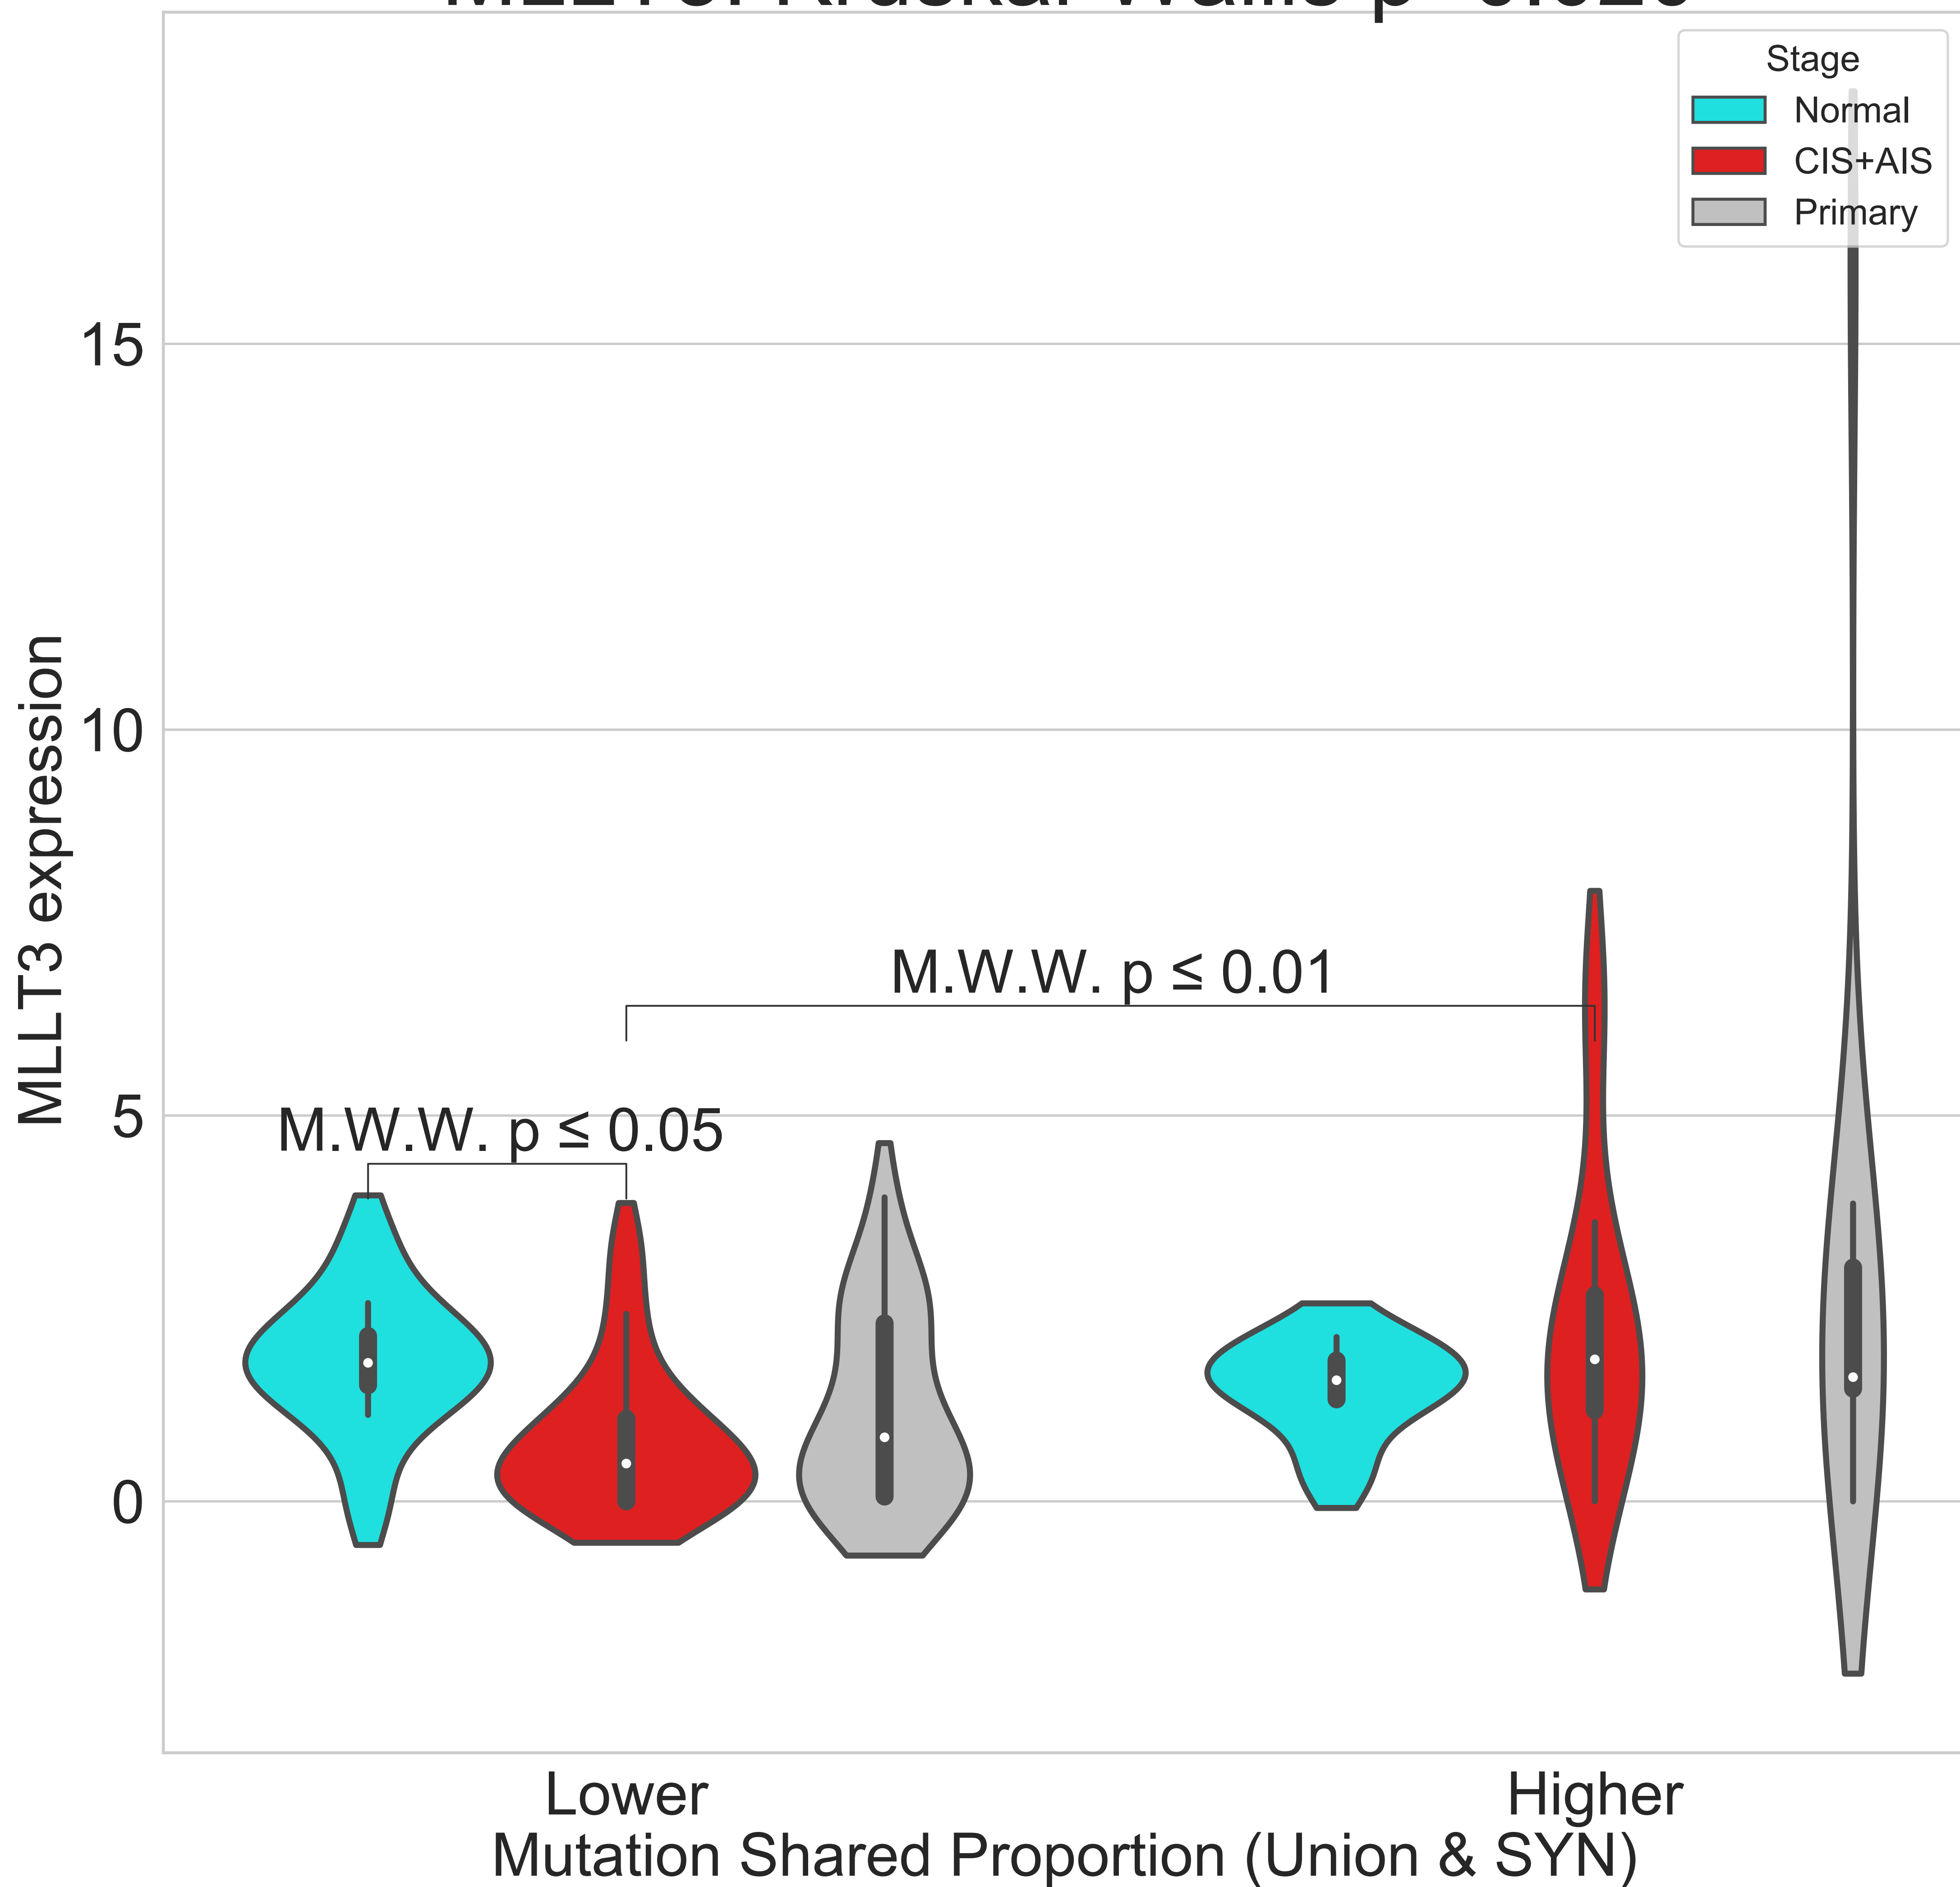 Stage
Normal
CIS+AIS
Primary
15
10
5
0
MLLT3 expression
M.W.W. p ≤ 0.01
M.W.W. p ≤ 0.05
Lower
Higher
Mutation Shared Proportion (Union & SYN)